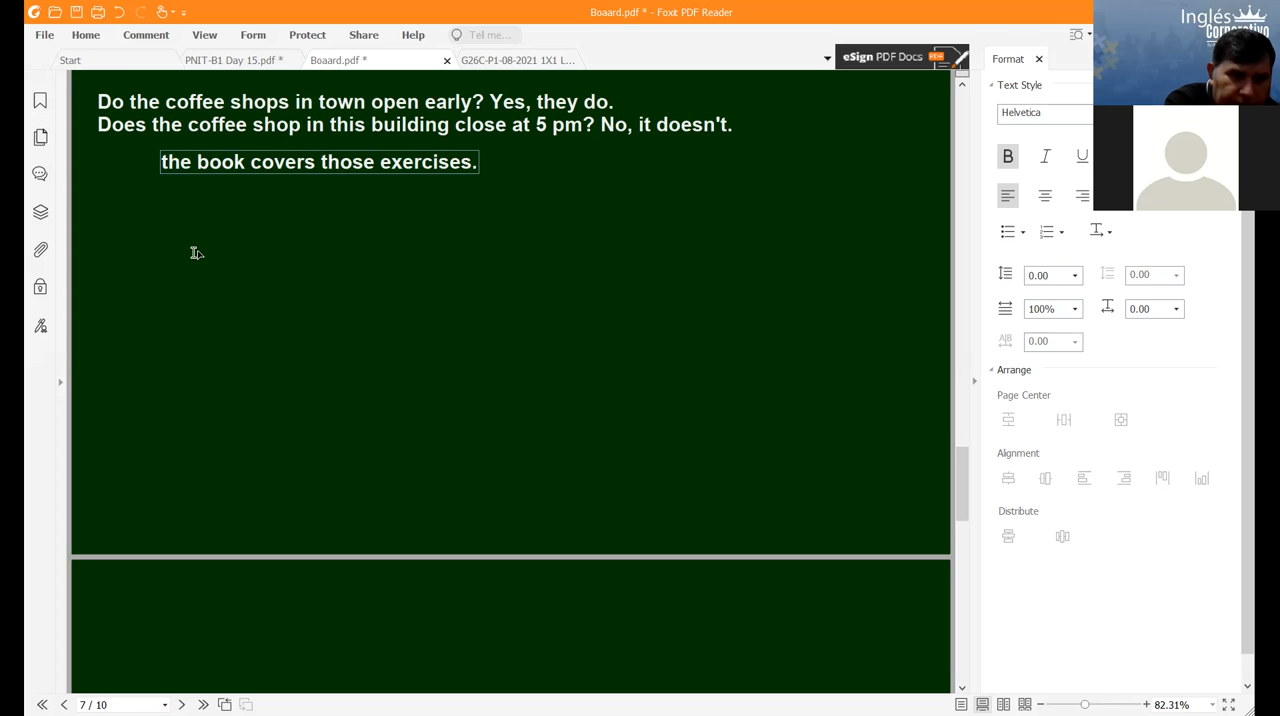 Boaard.pdf * - Foxit PDF Reader
File Home Comment View Form Protect Share Help Tell me...
Start PNIT-B1 Day 15.pdf * Boaard.pdf * G26C-P1-08-2021 1X1 L... eSign PDF Docs
Inglés
Corporativo
Format
Text Style
Helvetica
B I U
Do the coffee shops in town open early? Yes, they do.
Does the coffee shop in this building close at 5 pm? No, it doesn't.
the book covers those exercises.
0.00 0.00
100% 0.00
0.00
Arrange
Page Center
Alignment
Distribute
7 / 10 82.31%